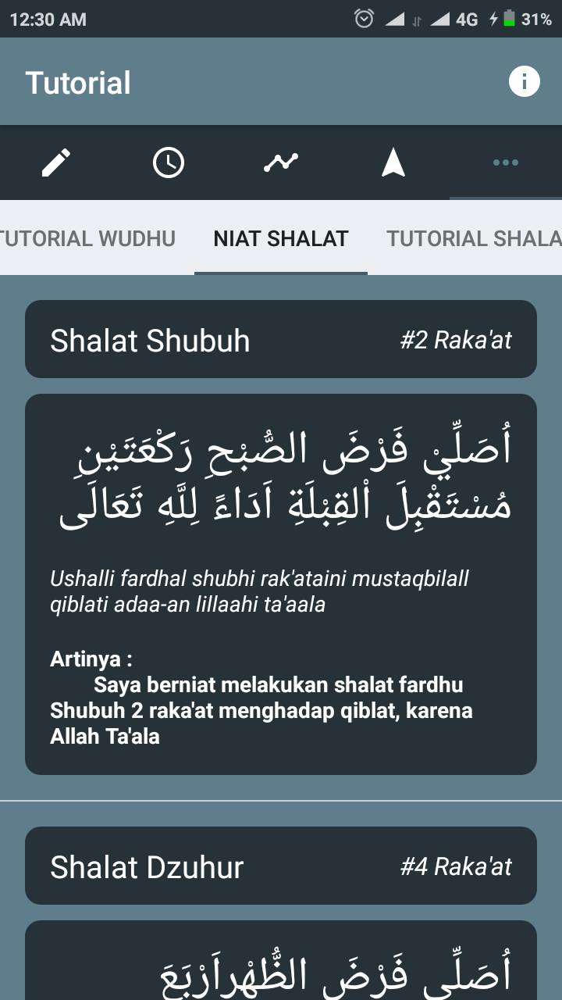 12:30 AM 4G 31%
Tutorial
TUTORIAL WUDHU NIAT SHALAT TUTORIAL SHALA
Shalat Shubuh #2 Raka'at
اُصَلِّيْ فَرْضَ الصُّبْحِ رَكْعَتَيْنِ
مُسْتَقْبِلَ اْلقِبْلَةِ اَدَاءً لِلَّهِ تَعَالَى
Ushalli fardhal shubhi rak'ataini mustaqbilall
qiblati adaa-an lillaahi ta'aala
Artinya :
Saya berniat melakukan shalat fardhu
Shubuh 2 raka'at menghadap qiblat, karena
Allah Ta'ala
Shalat Dzuhur #4 Raka'at
اُصَلِّى فَرْضَ الظُّهْرِاَرْبَعَ